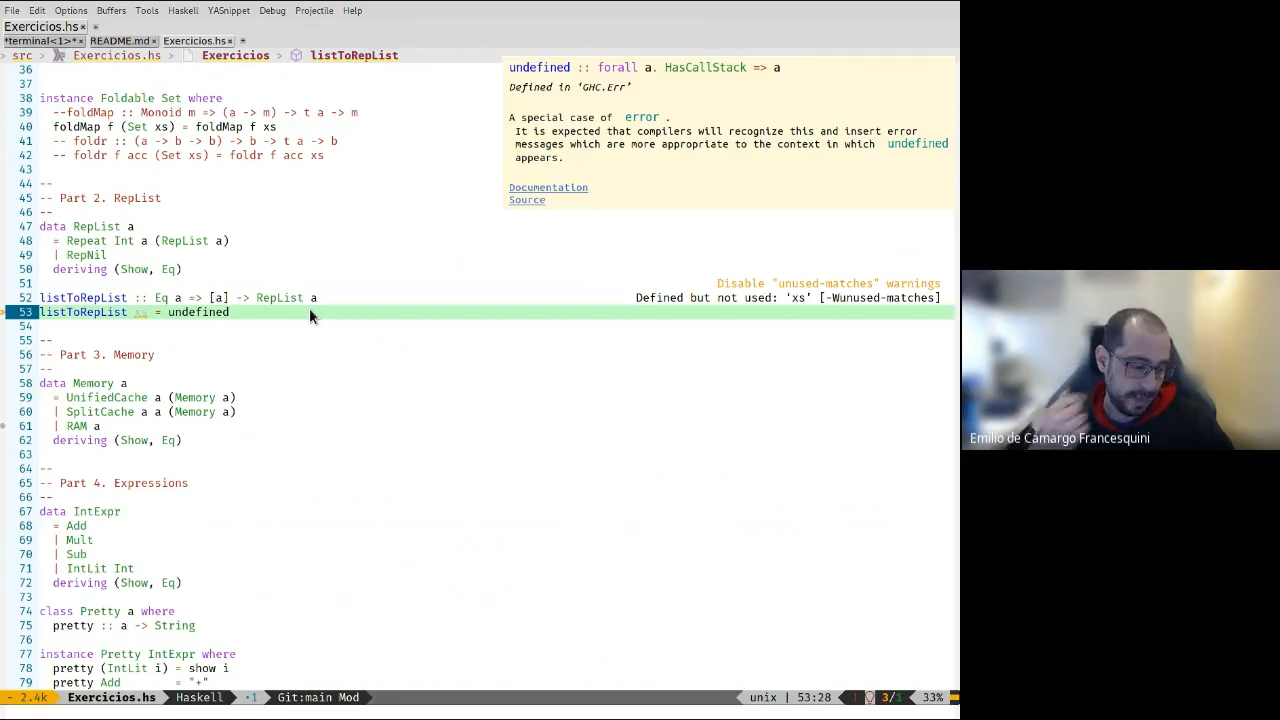 File Edit Options Buffers Tools Haskell YASnippet Debug Projectile Help
Exercicios.hs× +
*terminal<1>*× README.md× Exercicios.hs× +
> src > Exercicios.hs > Exercicios > listToRepList
36
37
38 instance Foldable Set where
39 --foldMap :: Monoid m => (a -> m) -> t a -> m
40 foldMap f (Set xs) = foldMap f xs
41 -- foldr :: (a -> b -> b) -> b -> t a -> b
42 -- foldr f acc (Set xs) = foldr f acc xs
43
44 --
45 -- Part 2. RepList
46 --
47 data RepList a
48 = Repeat Int a (RepList a)
49 | RepNil
50 deriving (Show, Eq)
51
52 listToRepList :: Eq a => [a] -> RepList a
53 listToRepList xs = undefined
54
55 --
56 -- Part 3. Memory
57 --
58 data Memory a
59 = UnifiedCache a (Memory a)
60 | SplitCache a a (Memory a)
61 | RAM a
62 deriving (Show, Eq)
63
64 --
65 -- Part 4. Expressions
66 --
67 data IntExpr
68 = Add
69 | Mult
70 | Sub
71 | IntLit Int
72 deriving (Show, Eq)
73
74 class Pretty a where
75 pretty :: a -> String
76
77 instance Pretty IntExpr where
78 pretty (IntLit i) = show i
79 pretty Add = "+"
undefined :: forall a. HasCallStack => a
Defined in ‘GHC.Err’
A special case of error .
It is expected that compilers will recognize this and insert error
messages which are more appropriate to the context in which undefined
appears.
Documentation
Source
Disable "unused-matches" warnings
Defined but not used: ‘xs’ [-Wunused-matches]
Emilio de Camargo Francesquini
- 2.4k Exercicios.hs Haskell •1 Git:main Mod unix | 53:28 3/1 33%